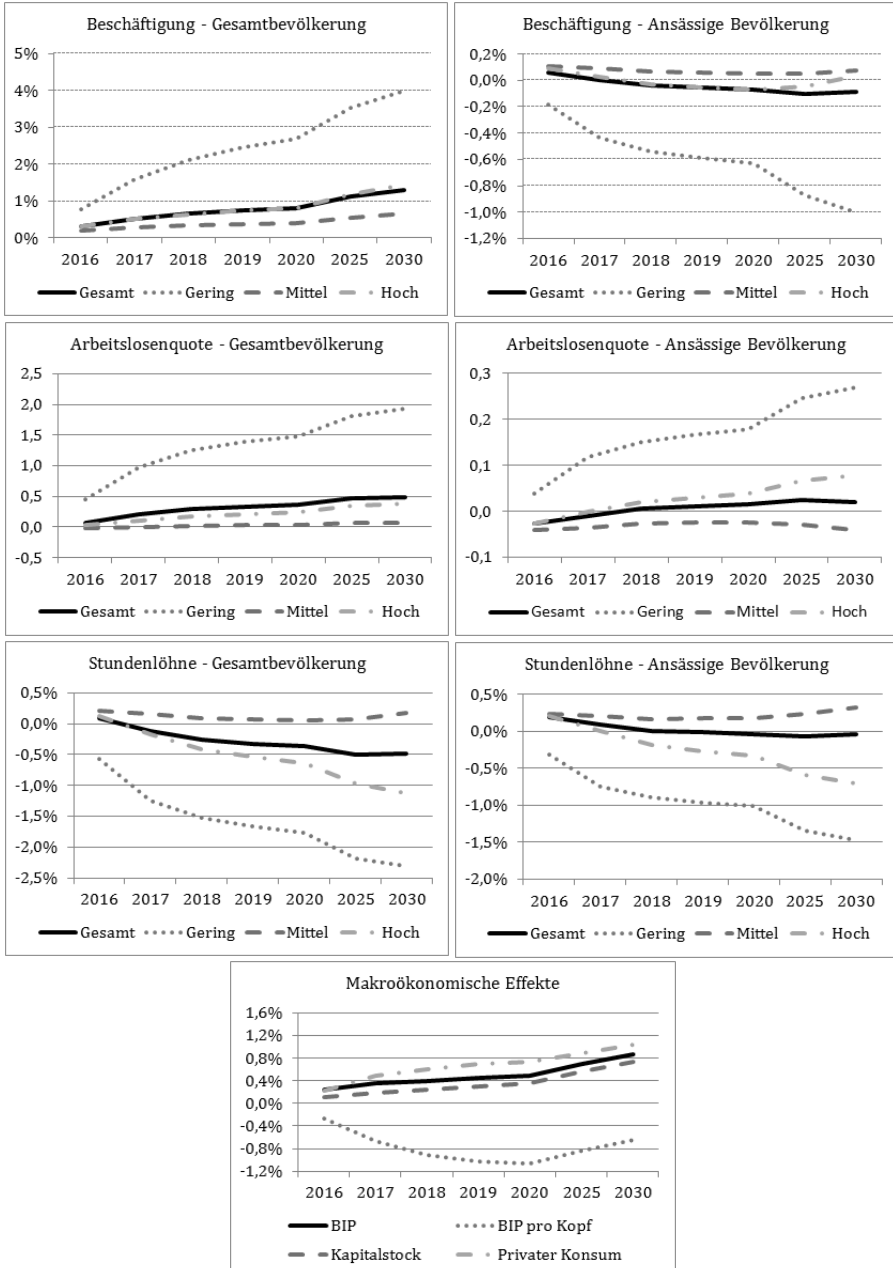 Beschäftigung - Gesamtbevölkerung
5%
4%
3%
2%
1%
0%
2016 2017 2018 2019 2020 2025 2030
Gesamt Gering Mittel Hoch
Beschäftigung - Ansässige Bevölkerung
0,2%
0,0%
-0,2%
-0,4%
-0,6%
-0,8%
-1,0%
-1,2%
2016 2017 2018 2019 2020 2025 2030
Gesamt Gering Mittel Hoch
Arbeitslosenquote - Gesamtbevölkerung
2,5
2,0
1,5
1,0
0,5
0,0
-0,5
2016 2017 2018 2019 2020 2025 2030
Gesamt Gering Mittel Hoch
Arbeitslosenquote - Ansässige Bevölkerung
0,3
0,2
0,1
0,0
-0,1
2016 2017 2018 2019 2020 2025 2030
Gesamt Gering Mittel Hoch
Stundenlöhne - Gesamtbevölkerung
0,5%
0,0%
-0,5%
-1,0%
-1,5%
-2,0%
-2,5%
2016 2017 2018 2019 2020 2025 2030
Gesamt Gering Mittel Hoch
Stundenlöhne - Ansässige Bevölkerung
0,5%
0,0%
-0,5%
-1,0%
-1,5%
-2,0%
2016 2017 2018 2019 2020 2025 2030
Gesamt Gering Mittel Hoch
Makroökonomische Effekte
1,6%
1,2%
0,8%
0,4%
0,0%
-0,4%
-0,8%
-1,2%
2016 2017 2018 2019 2020 2025 2030
BIP BIP pro Kopf
Kapitalstock Privater Konsum